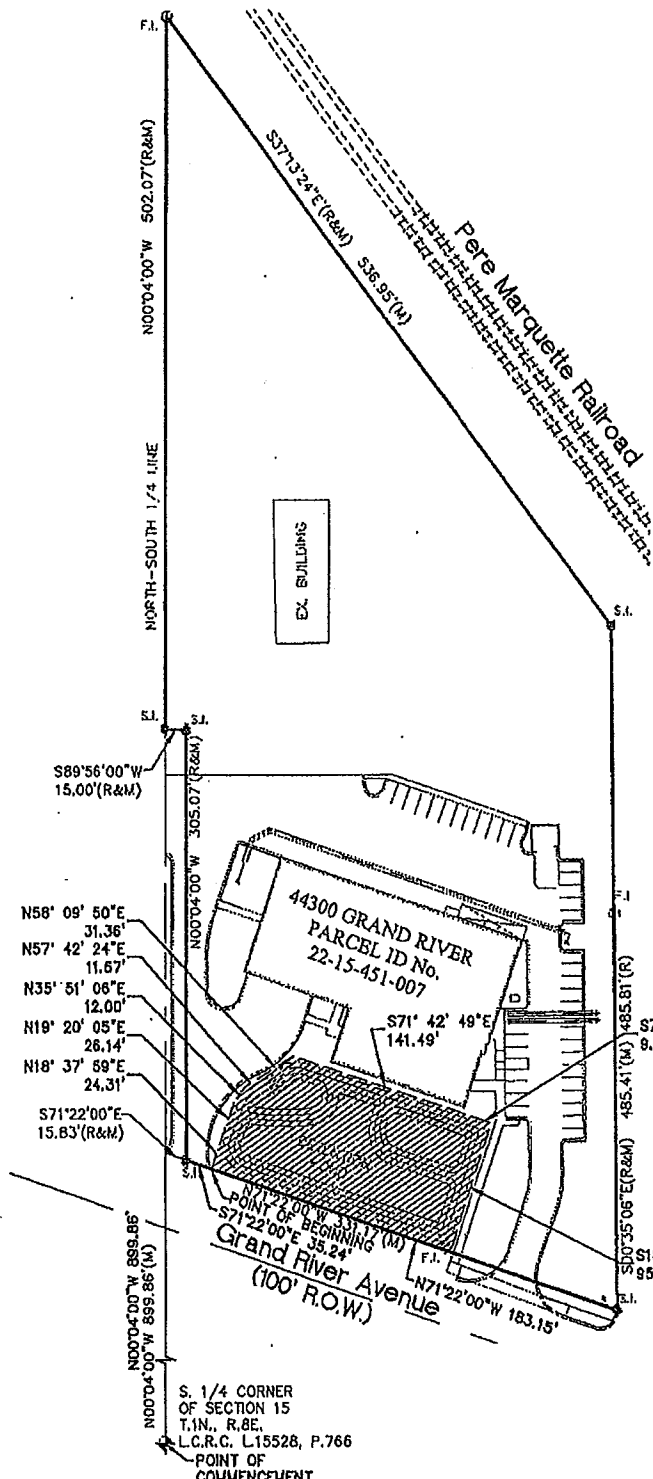 F.I.
N00°04'00"W 502.07'(R&M)
S37°13'24"E'(R&M) 536.95'(M)
Pere Marquette Railroad
NORTH-SOUTH 1/4 LINE
EX. BUILDING
S.I.
S.I.
S.I.
S89°56'00"W
15.00'(R&M)
N00°04'00"W 305.07'(R&M)
N58° 09' 50"E
31.36'
N57° 42' 24"E
11.67'
N35° 51' 06"E
12.00'
N19° 20' 05"E
26.14'
N18° 37' 59"E
24.31'
S71°22'00"E
15.83'(R&M)
44300 GRAND RIVER
PARCEL ID No.
22-15-451-007
S71° 42' 49"E
141.49'
F.I.
485.41'(M) 485.81'(R)
S00°35'06"E(R&M)
S.I.
N71°22'00"W 331.17'(M)
POINT OF BEGINNING
S71°22'00"E 35.24'
F.I.
N71°22'00"W 183.15'
S.I.
Grand River Avenue
(100' R.O.W.)
N00°04'00"W 899.86'
N00°04'00"W 899.86'(M)
S. 1/4 CORNER
OF SECTION 15
T.1N., R.8E.
L.C.R.C. L.15528, P.766
POINT OF
COMMENCEMENT